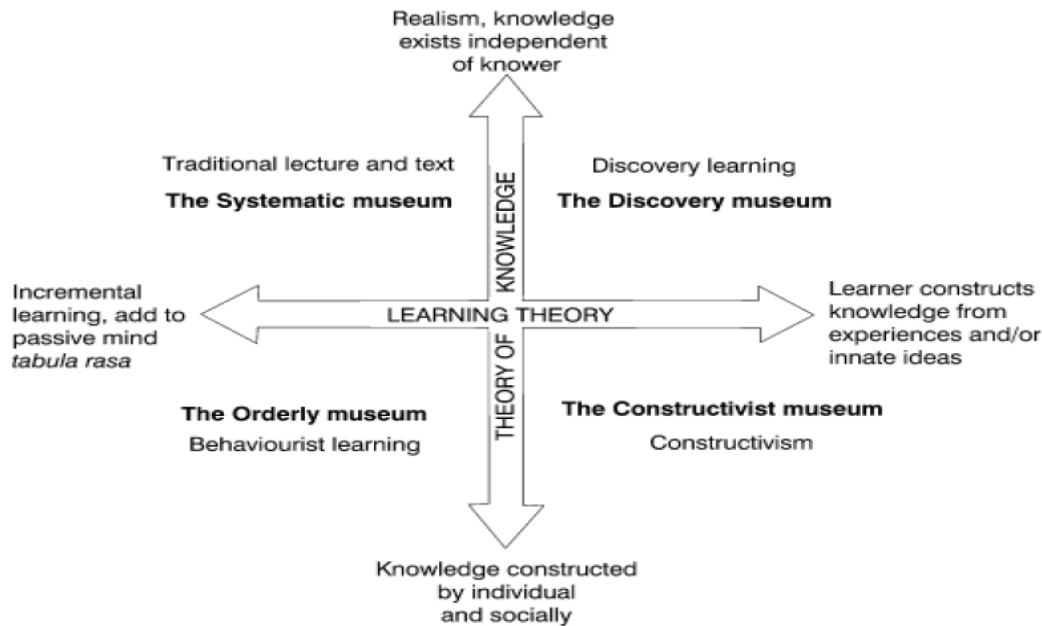 Realism, knowledge
exists independent
of knower
Traditional lecture and text
The Systematic museum
Discovery learning
The Discovery museum
THEORY OF KNOWLEDGE
Incremental
learning, add to
passive mind
tabula rasa
LEARNING THEORY
Learner constructs
knowledge from
experiences and/or
innate ideas
The Orderly museum
Behaviourist learning
The Constructivist museum
Constructivism
Knowledge constructed
by individual
and socially